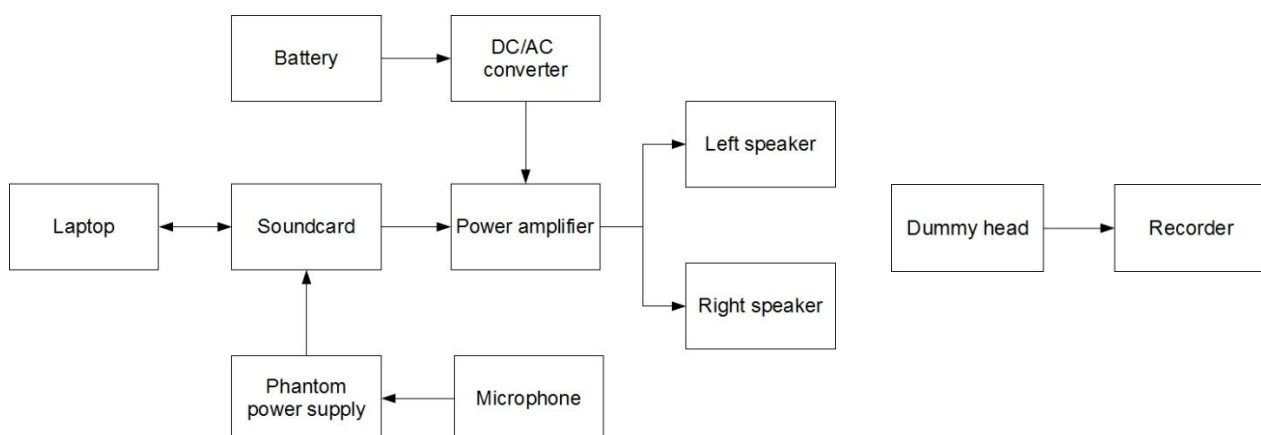 Battery
DC/AC
converter
Left speaker
Laptop
Soundcard
Power amplifier
Dummy head
Recorder
Right speaker
Phantom
power supply
Microphone